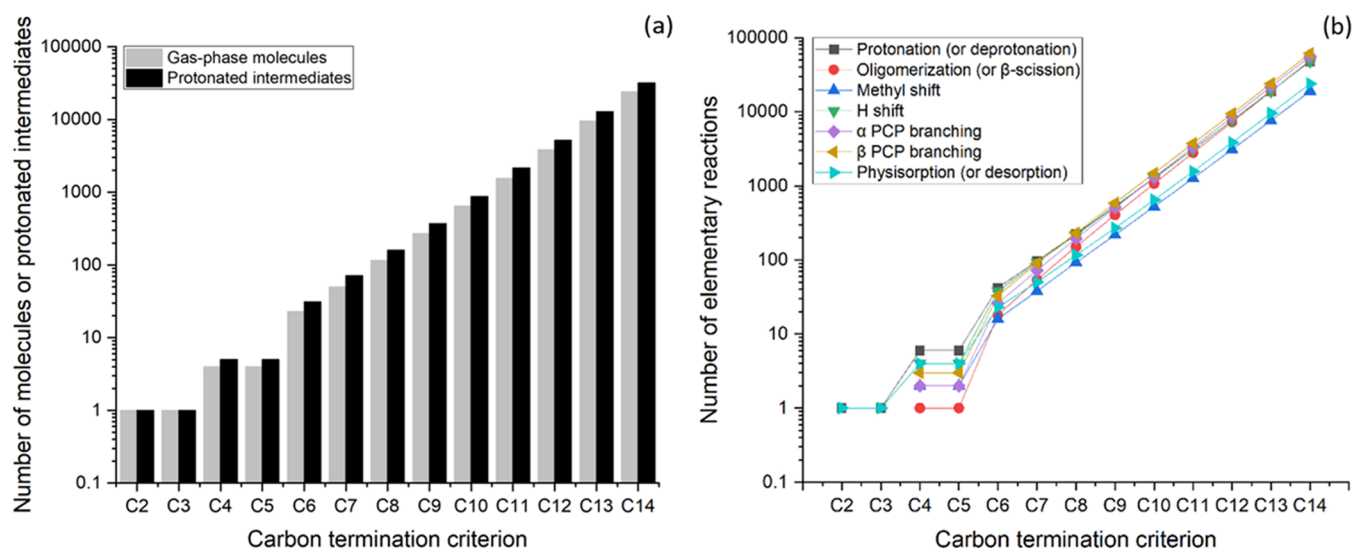 (a)
Number of molecules or protonated intermediates
100000
10000
1000
100
10
1
0.1
Gas-phase molecules
Protonated intermediates
C2 C3 C4 C5 C6 C7 C8 C9 C10 C11 C12 C13 C14
Carbon termination criterion
(b)
Number of elementary reactions
100000
10000
1000
100
10
1
0.1
Protonation (or deprotonation)
Oligomerization (or β-scission)
Methyl shift
H shift
α PCP branching
β PCP branching
Physisorption (or desorption)
C2 C3 C4 C5 C6 C7 C8 C9 C10 C11 C12 C13 C14
Carbon termination criterion